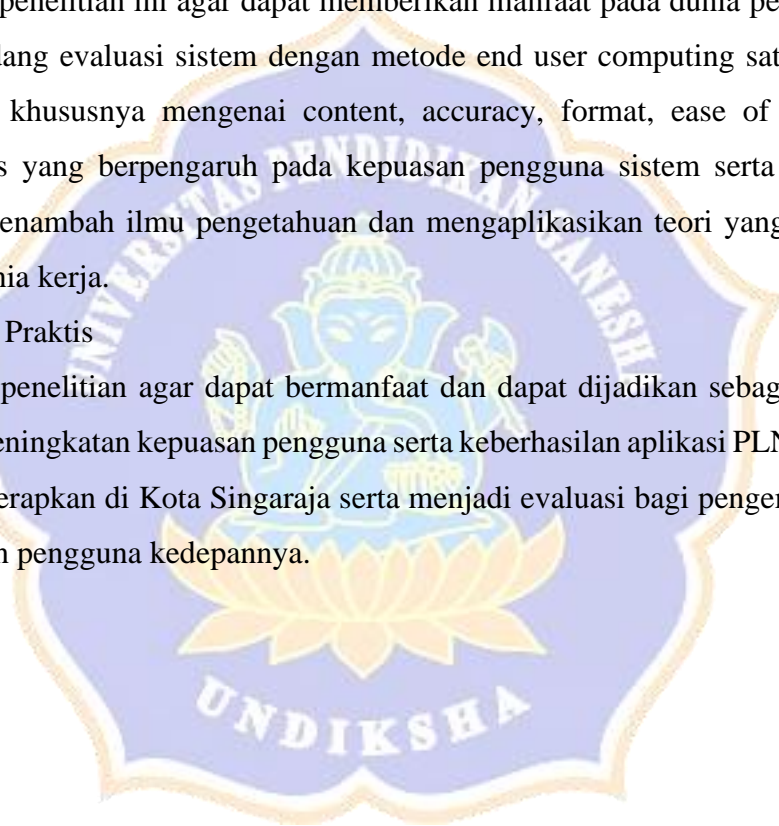 penelitian ini agar dapat memberikan manfaat pada dunia pe
dang evaluasi sistem dengan metode end user computing sat
khususnya mengenai content, accuracy, format, ease of
s yang berpengaruh pada kepuasan pengguna sistem serta
enambah ilmu pengetahuan dan mengaplikasikan teori yang
nia kerja.
Praktis
penelitian agar dapat bermanfaat dan dapat dijadikan sebag
eningkatan kepuasan pengguna serta keberhasilan aplikasi PLN
erapkan di Kota Singaraja serta menjadi evaluasi bagi penge
n pengguna kedepannya.
UNIVERSITAS PENDIDIKAN GANESHA
UNDIKSHA